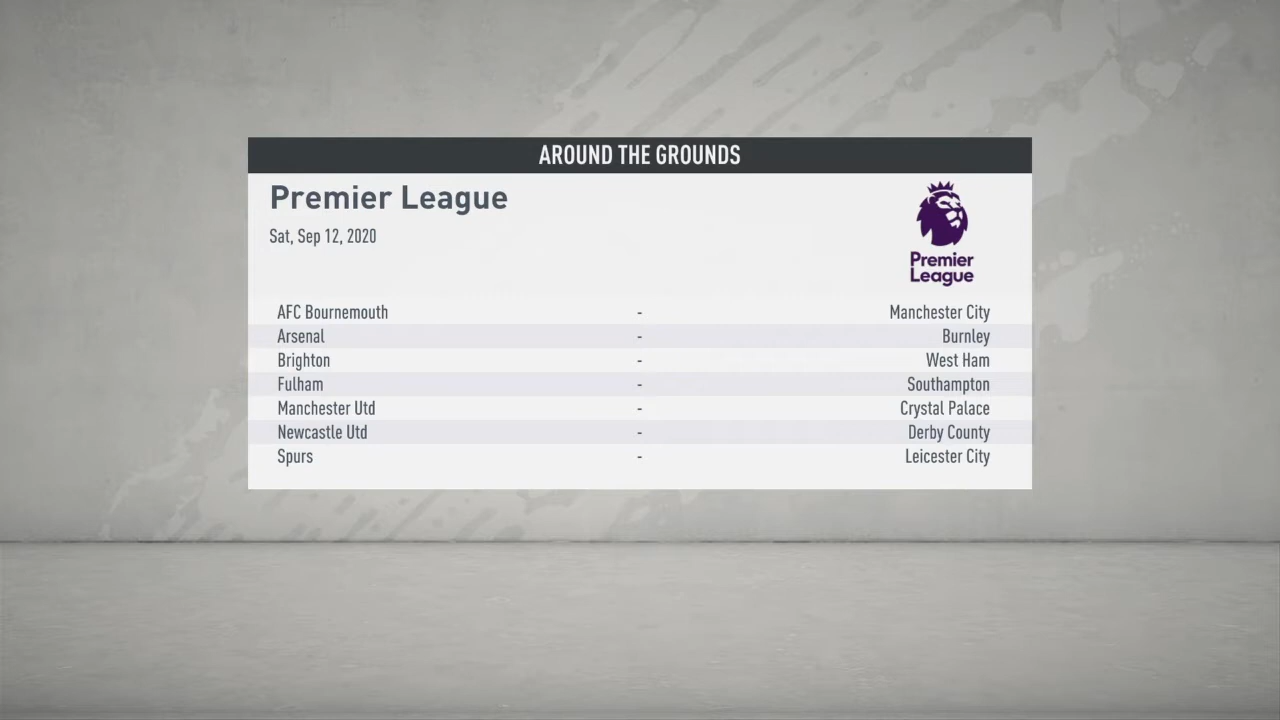 AROUND THE GROUNDS
Premier League
Sat, Sep 12, 2020
Premier
League
AFC Bournemouth - Manchester City
Arsenal - Burnley
Brighton - West Ham
Fulham - Southampton
Manchester Utd - Crystal Palace
Newcastle Utd - Derby County
Spurs - Leicester City